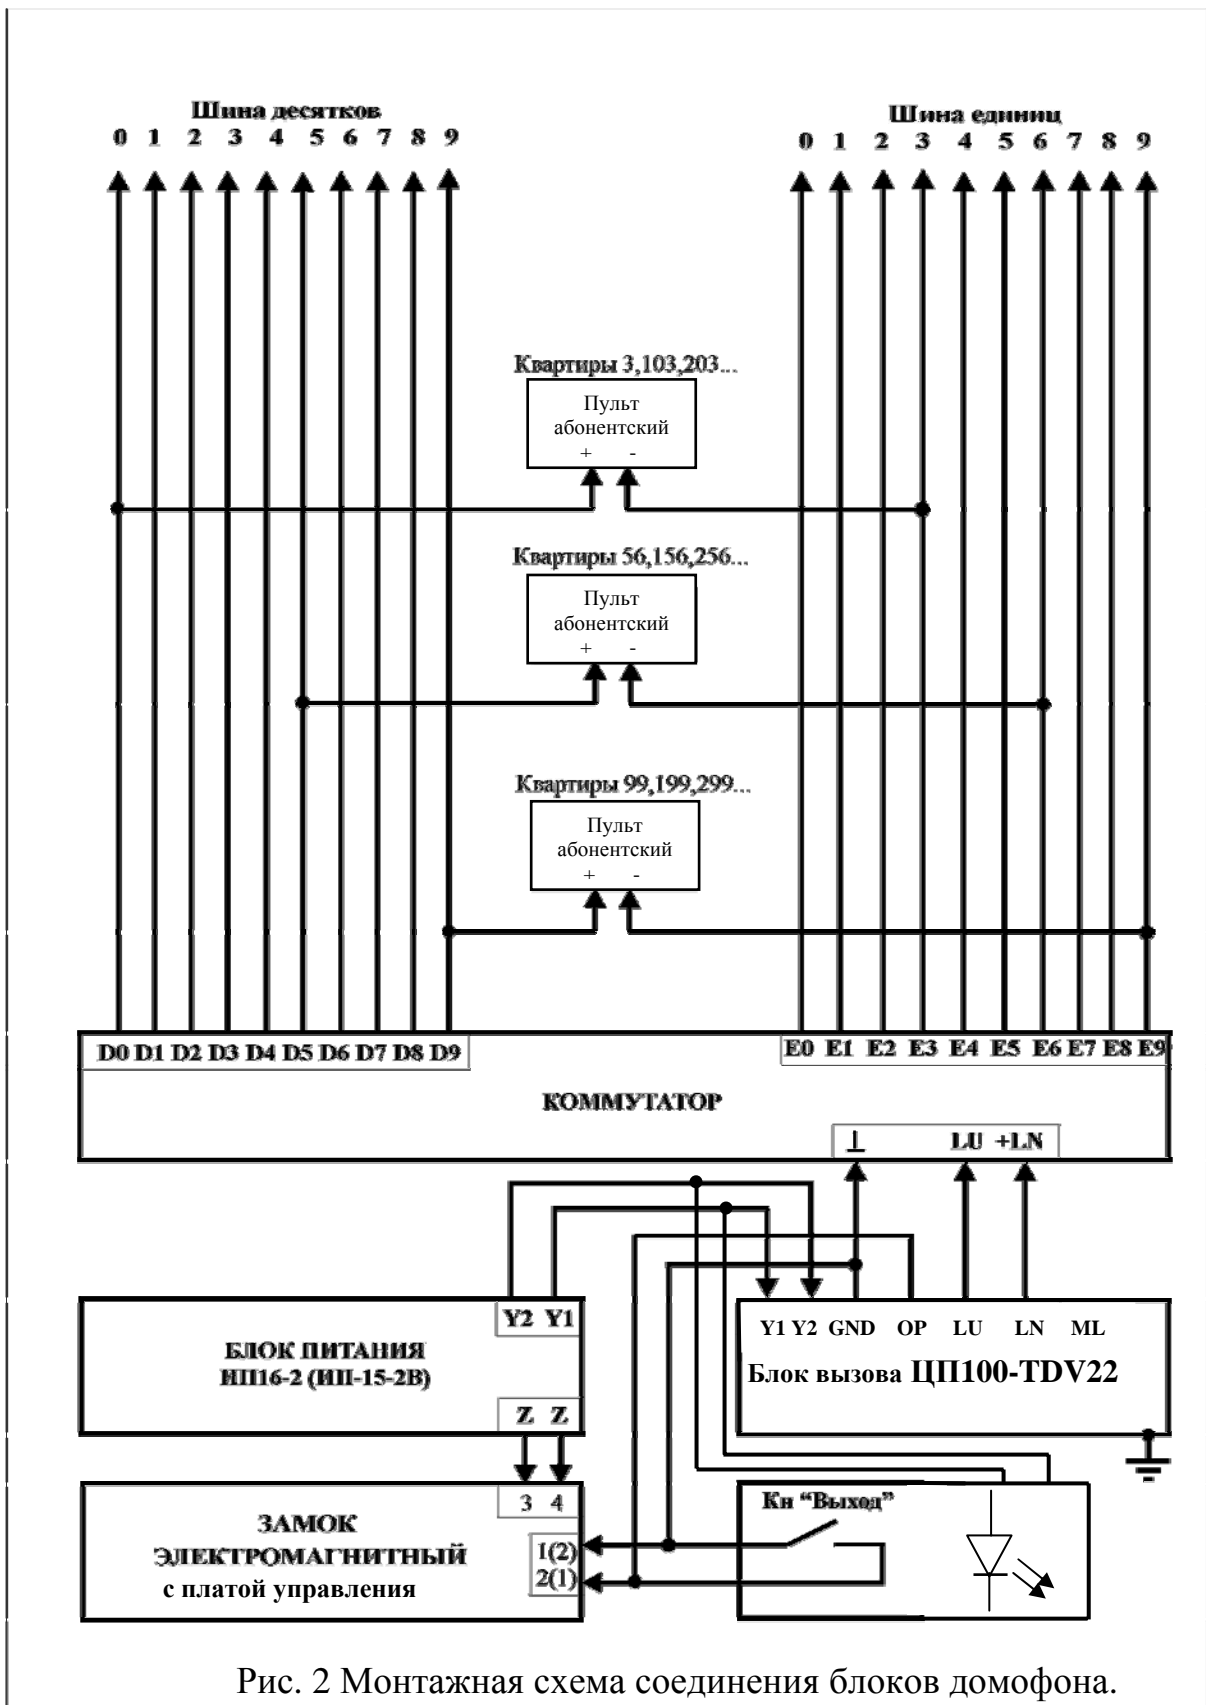 Шина десятков
0 1 2 3 4 5 6 7 8 9
Шина единиц
0 1 2 3 4 5 6 7 8 9
Квартиры 3,103,203...
Пульт
абонентский
+ -
Квартиры 56,156,256...
Пульт
абонентский
+ -
Квартиры 99,199,299...
Пульт
абонентский
+ -
D0 D1 D2 D3 D4 D5 D6 D7 D8 D9
E0 E1 E2 E3 E4 E5 E6 E7 E8 E9
КОММУТАТОР
⊥ LU +LN
Y2 Y1
БЛОК ПИТАНИЯ
ИП16-2 (ИП-15-2В)
Z Z
Y1 Y2 GND OP LU LN ML
Блок вызова ЦП100-TDV22
3 4
ЗАМОК
ЭЛЕКТРОМАГНИТНЫЙ
с платой управления
1(2)
2(1)
Кн “Выход”
Рис. 2 Монтажная схема соединения блоков домофона.